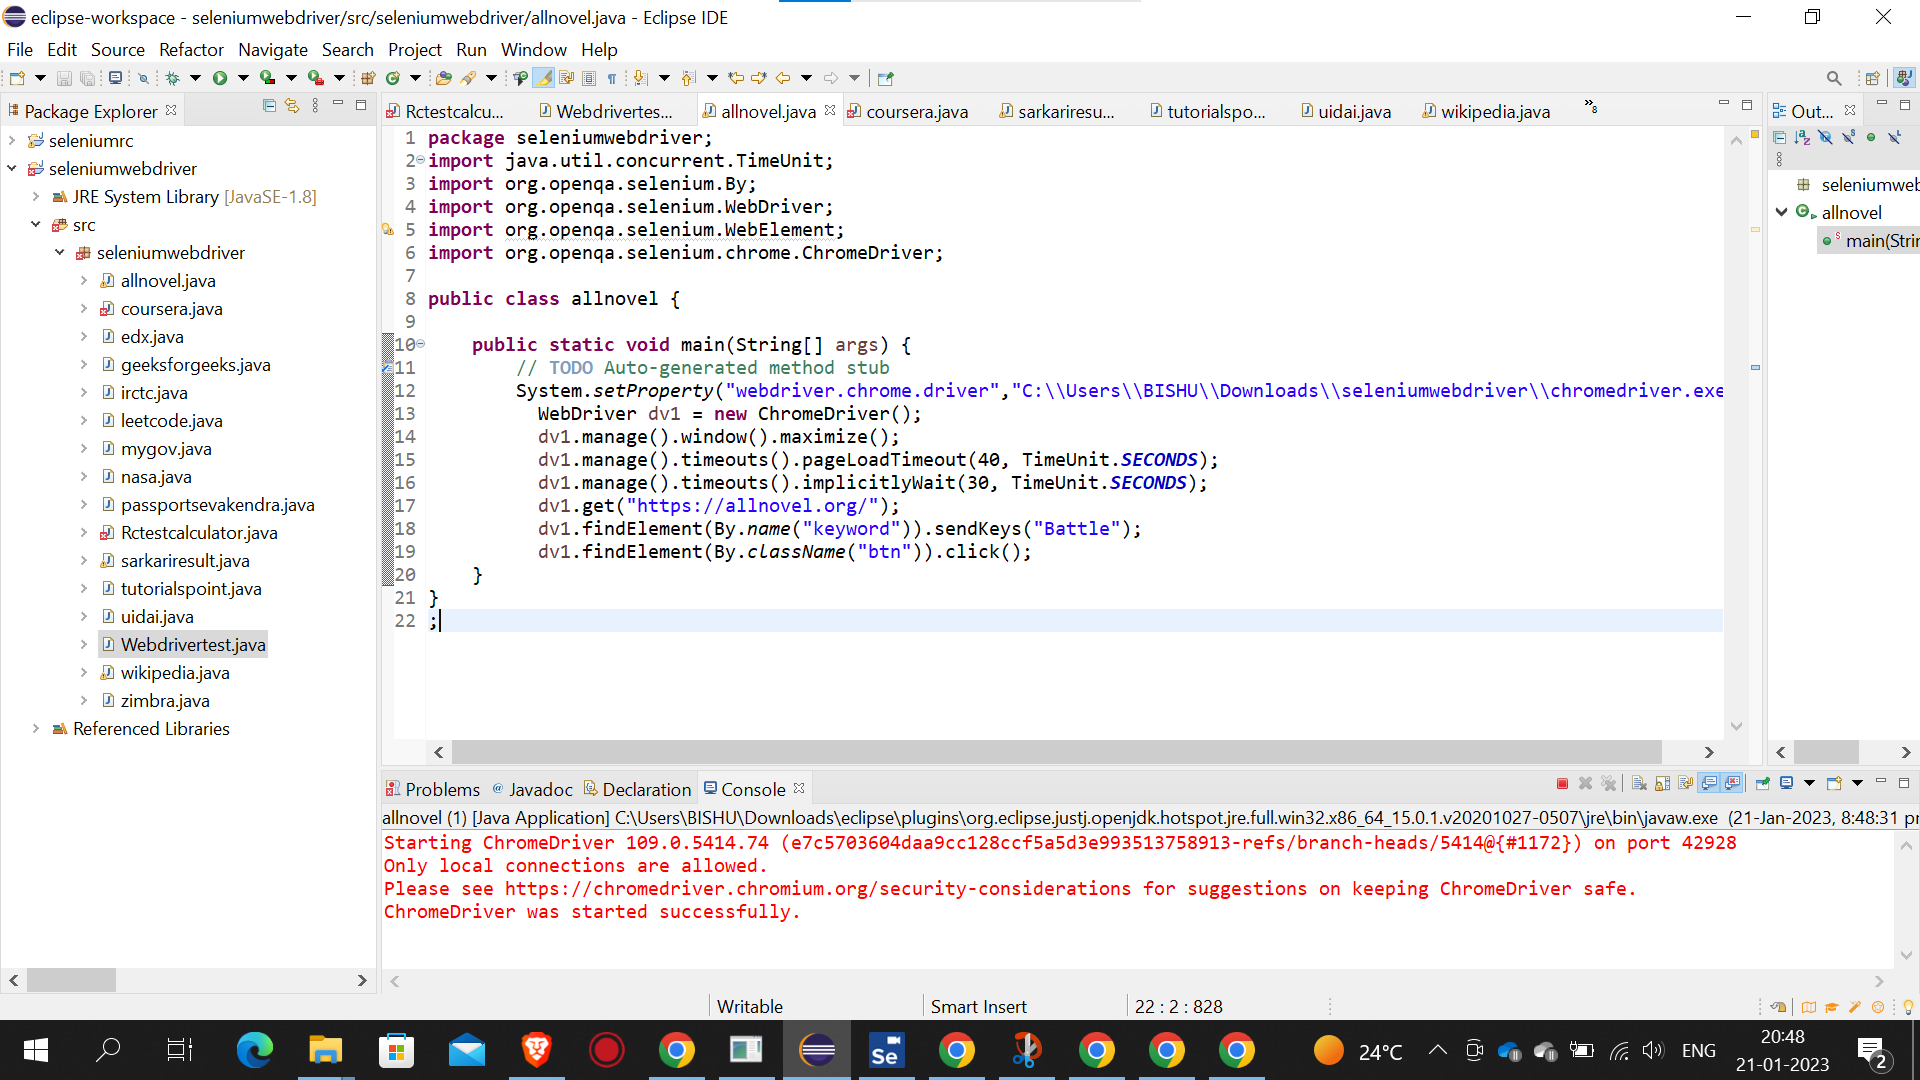 eclipse-workspace - seleniumwebdriver/src/seleniumwebdriver/allnovel.java - Eclipse IDE
File Edit Source Refactor Navigate Search Project Run Window Help
Package Explorer
seleniumrc
seleniumwebdriver
JRE System Library [JavaSE-1.8]
src
seleniumwebdriver
allnovel.java
coursera.java
edx.java
geeksforgeeks.java
irctc.java
leetcode.java
mygov.java
nasa.java
passportsevakendra.java
Rctestcalculator.java
sarkariresult.java
tutorialspoint.java
uidai.java
Webdrivertest.java
wikipedia.java
zimbra.java
Referenced Libraries
Rctestcalcu... Webdrivertes... allnovel.java coursera.java sarkariresu... tutorialspo... uidai.java wikipedia.java »8
1 package seleniumwebdriver;
2 import java.util.concurrent.TimeUnit;
3 import org.openqa.selenium.By;
4 import org.openqa.selenium.WebDriver;
5 import org.openqa.selenium.WebElement;
6 import org.openqa.selenium.chrome.ChromeDriver;
7
8 public class allnovel {
9
10 public static void main(String[] args) {
11 // TODO Auto-generated method stub
12 System.setProperty("webdriver.chrome.driver","C:\\Users\\BISHU\\Downloads\\seleniumwebdriver\\chromedriver.exe
13 WebDriver dv1 = new ChromeDriver();
14 dv1.manage().window().maximize();
15 dv1.manage().timeouts().pageLoadTimeout(40, TimeUnit.SECONDS);
16 dv1.manage().timeouts().implicitlyWait(30, TimeUnit.SECONDS);
17 dv1.get("https://allnovel.org/");
18 dv1.findElement(By.name("keyword")).sendKeys("Battle");
19 dv1.findElement(By.className("btn")).click();
20 }
21 }
22 ;
Out...
seleniumweb
allnovel
main(Strin
Problems @ Javadoc Declaration Console
allnovel (1) [Java Application] C:\Users\BISHU\Downloads\eclipse\plugins\org.eclipse.justj.openjdk.hotspot.jre.full.win32.x86_64_15.0.1.v20201027-0507\jre\bin\javaw.exe (21-Jan-2023, 8:48:31 pr
Starting ChromeDriver 109.0.5414.74 (e7c5703604daa9cc128ccf5a5d3e993513758913-refs/branch-heads/5414@{#1172}) on port 42928
Only local connections are allowed.
Please see https://chromedriver.chromium.org/security-considerations for suggestions on keeping ChromeDriver safe.
ChromeDriver was started successfully.
Writable Smart Insert 22 : 2 : 828
Se
24°C ENG
20:48
21-01-2023
2